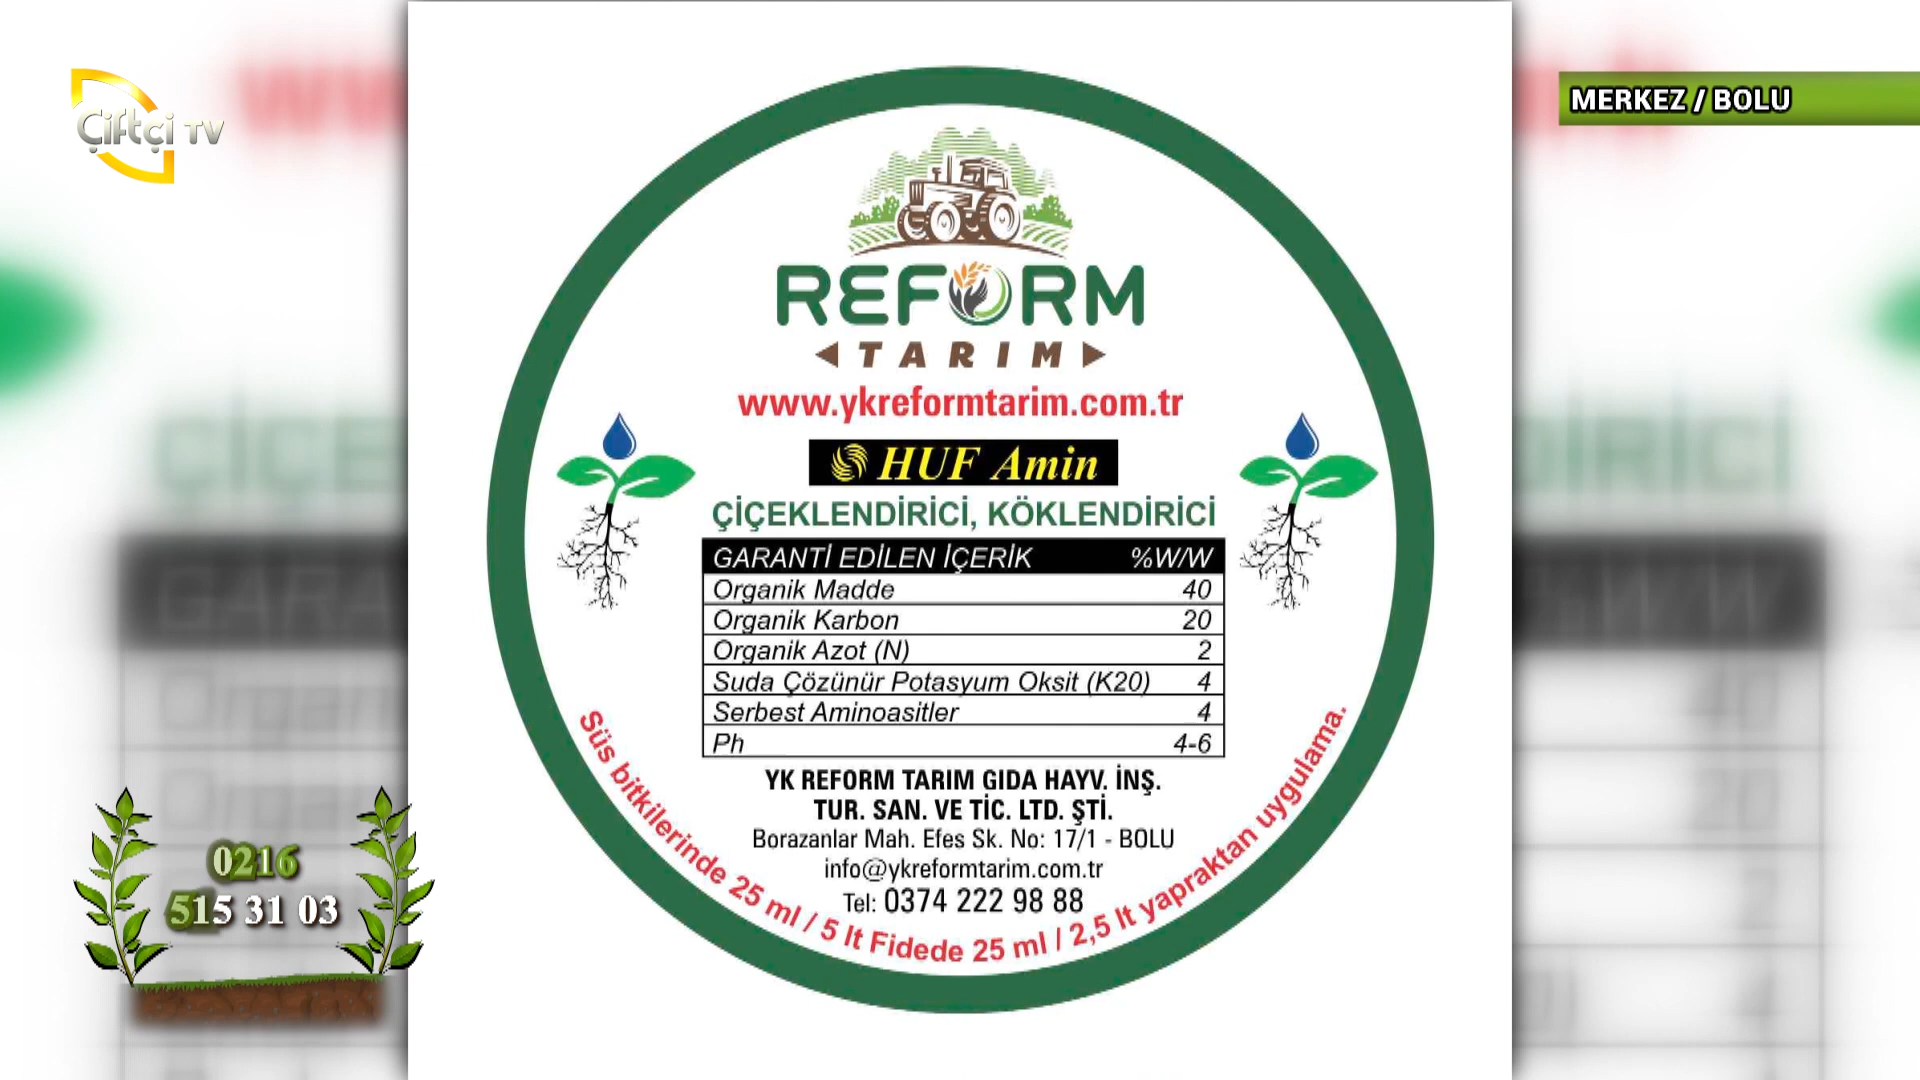 Çiftçi TV
MERKEZ / BOLU
REFORM
TARIM
www.ykreformtarim.com.tr
HUF Amin
ÇİÇEKLENDİRİCİ, KÖKLENDİRİCİ
GARANTİ EDİLEN İÇERİK %W/W
Organik Madde 40
Organik Karbon 20
Organik Azot (N) 2
Suda Çözünür Potasyum Oksit (K20) 4
Serbest Aminoasitler 4
Ph 4-6
YK REFORM TARIM GIDA HAYV. İNŞ.
TUR. SAN. VE TİC. LTD. ŞTİ.
Borazanlar Mah. Efes Sk. No: 17/1 - BOLU
info@ykreformtarim.com.tr
Tel: 0374 222 98 88
Süs bitkilerinde 25 ml / 5 lt Fidede 25 ml / 2,5 lt yapraktan uygulama.
0216
515 31 03